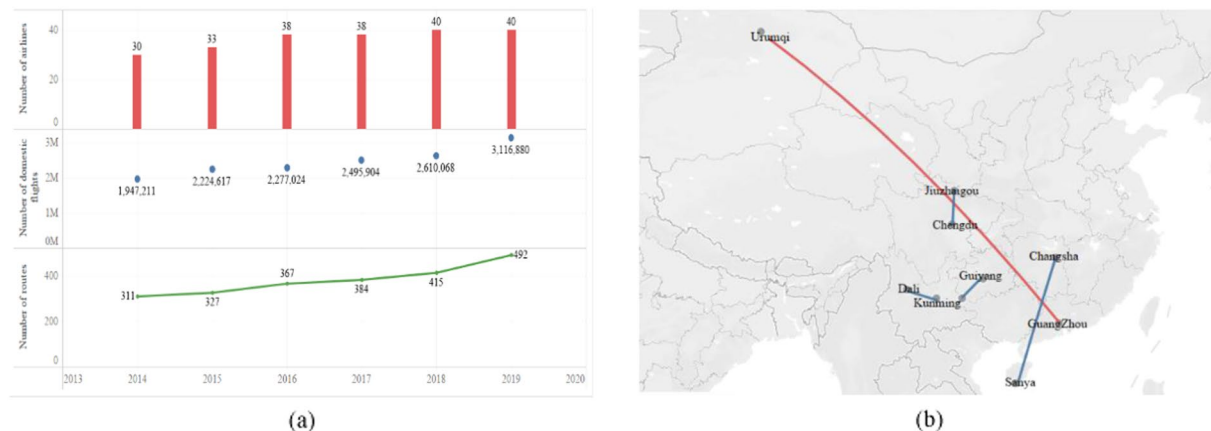 Number of airlines
40
20
0
30
33
38
38
40
40
Number of domestic
flights
3M
2M
1M
0M
1,947,211
2,224,617
2,277,024
2,495,904
2,610,068
3,116,880
Number of routes
400
200
0
311
327
367
384
415
492
2013
2014
2015
2016
2017
2018
2019
2020
(a)
Urumqi
Jiuzhaigou
Chengdu
Changsha
Guiyang
Dali
Kunming
GuangZhou
Sanya
(b)